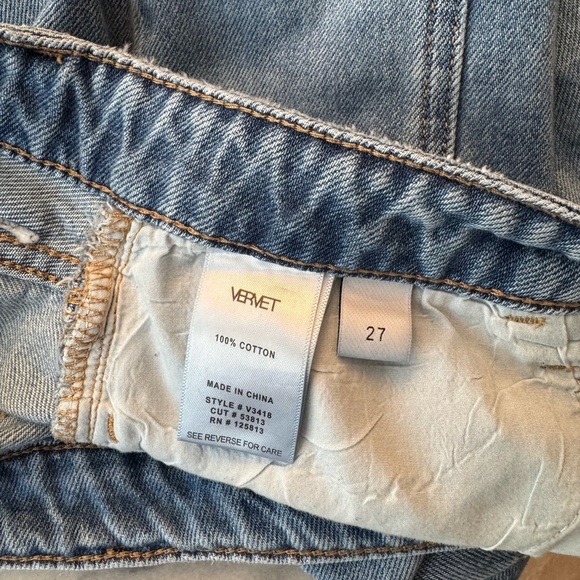 VERVET
100% COTTON
MADE IN CHINA
STYLE # V3418
CUT # 53813
RN # 125813
SEE REVERSE FOR CARE
27